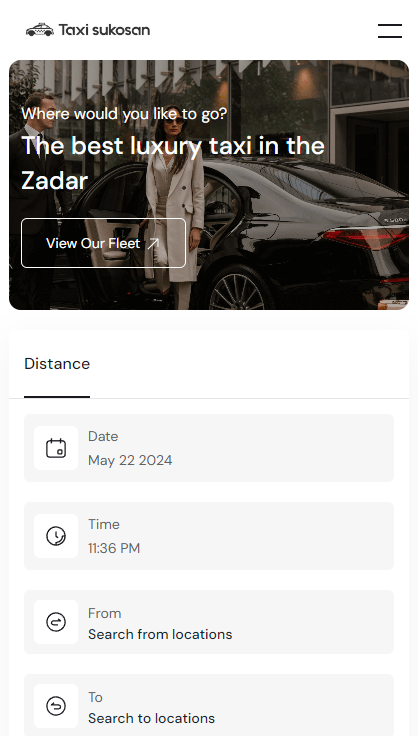 Taxi sukosan
Where would you like to go?
The best luxury taxi in the
Zadar
View Our Fleet
Distance
Date
May 22 2024
Time
11:36 PM
From
Search from locations
To
Search to locations